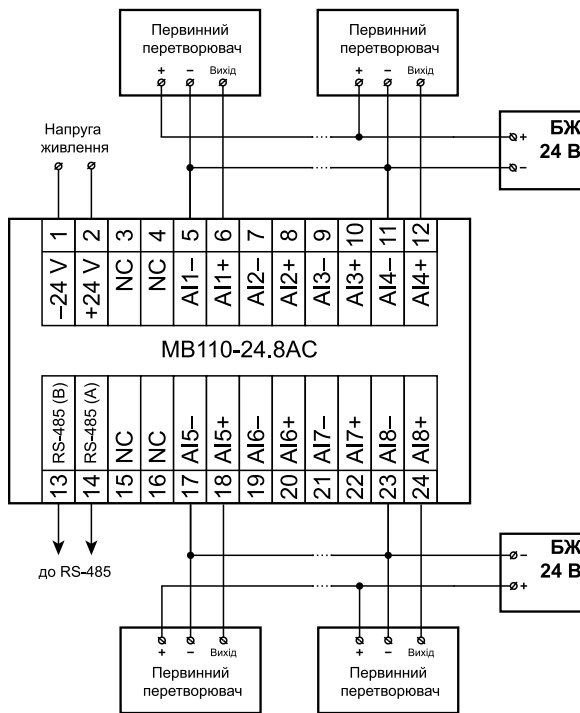 Первинний
перетворювач
+ – Вихід
Первинний
перетворювач
+ – Вихід
БЖ
24 В
+
–
Напруга
живлення
1 2 3 4 5 6 7 8 9 10 11 12
–24 V +24 V NC NC AI1– AI1+ AI2– AI2+ AI3– AI3+ AI4– AI4+
МВ110-24.8АС
RS-485 (B) RS-485 (A) NC NC AI5– AI5+ AI6– AI6+ AI7– AI7+ AI8– AI8+
13 14 15 16 17 18 19 20 21 22 23 24
до RS-485
БЖ
24 В
–
+
+ – Вихід
Первинний
перетворювач
+ – Вихід
Первинний
перетворювач